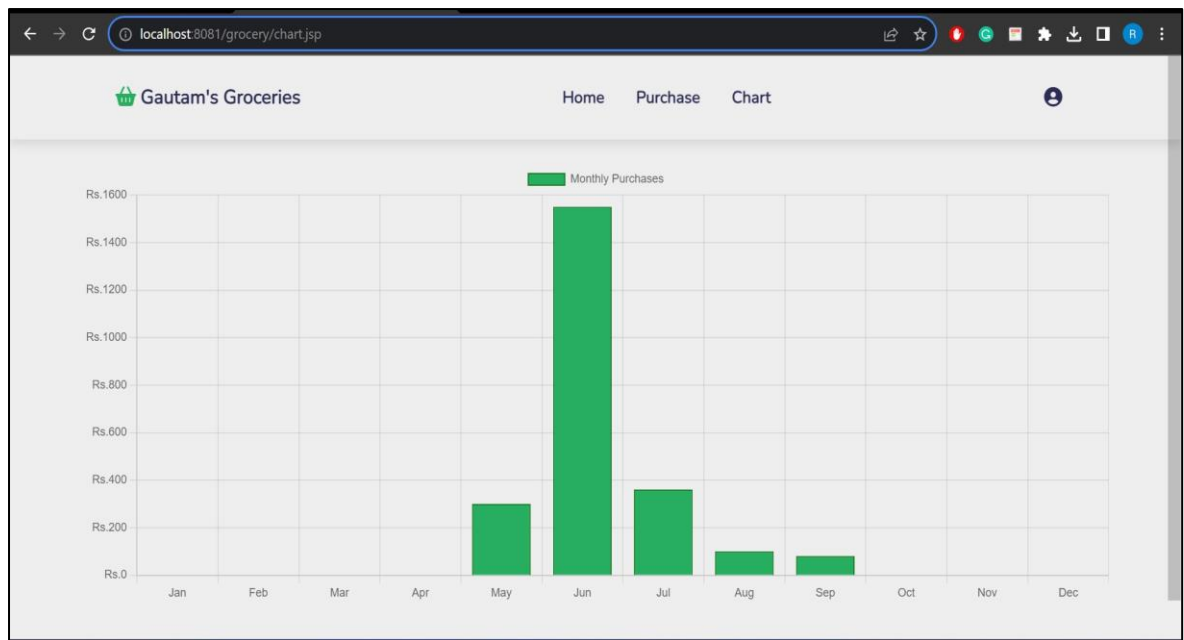 localhost:8081/grocery/chart.jsp
R
Gautam's Groceries Home Purchase Chart
Monthly Purchases
Rs.1600
Rs.1400
Rs.1200
Rs.1000
Rs.800
Rs.600
Rs.400
Rs.200
Rs.0
Jan Feb Mar Apr May Jun Jul Aug Sep Oct Nov Dec